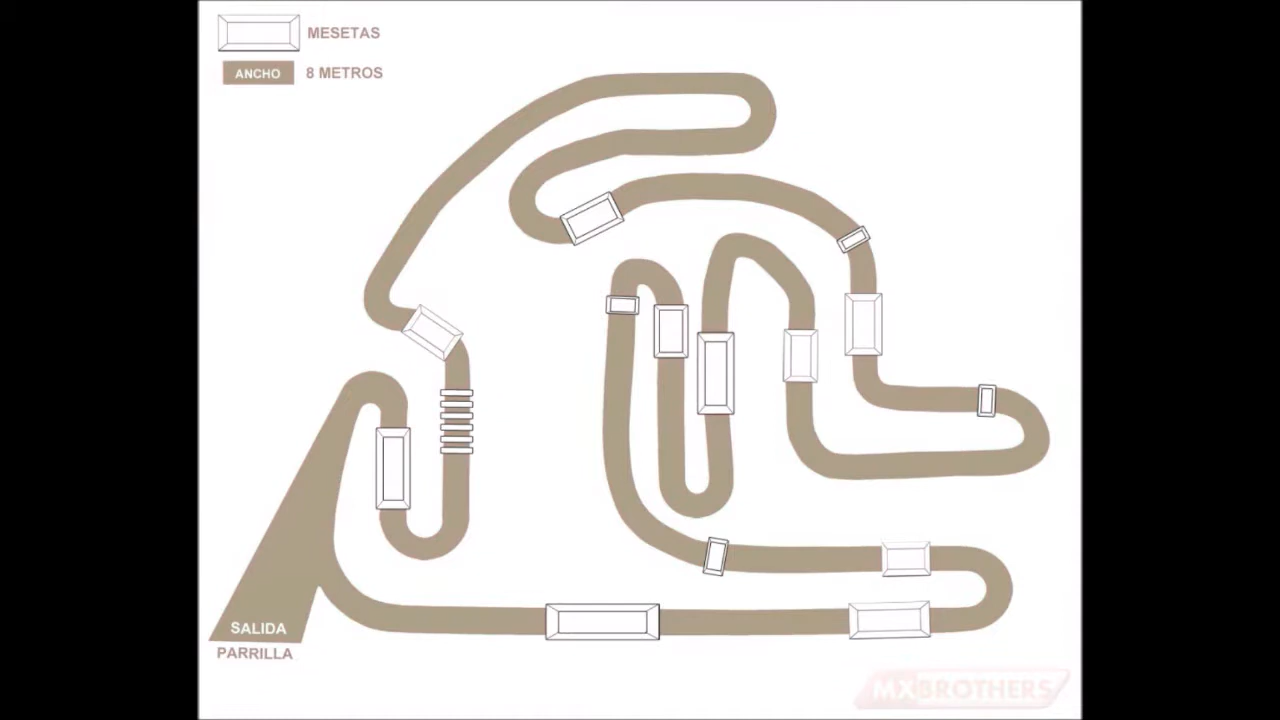 MESETAS
ANCHO 8 METROS
SALIDA
PARRILLA
MXBROTHERS